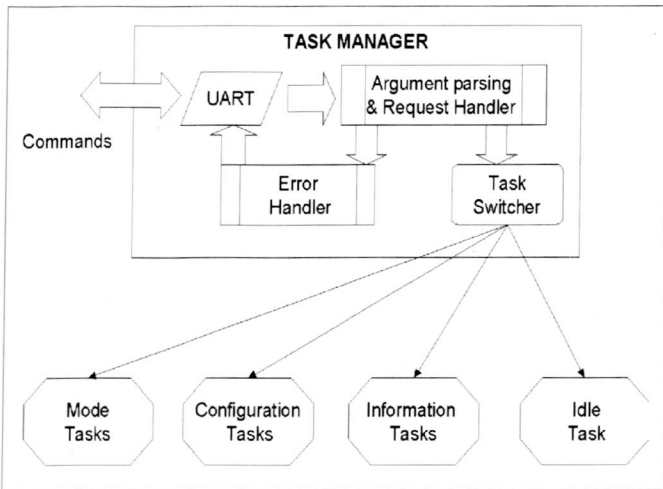 TASK MANAGER
Commands
UART
Argument parsing
& Request Handler
Error
Handler
Task
Switcher
Mode
Tasks
Configuration
Tasks
Information
Tasks
Idle
Task